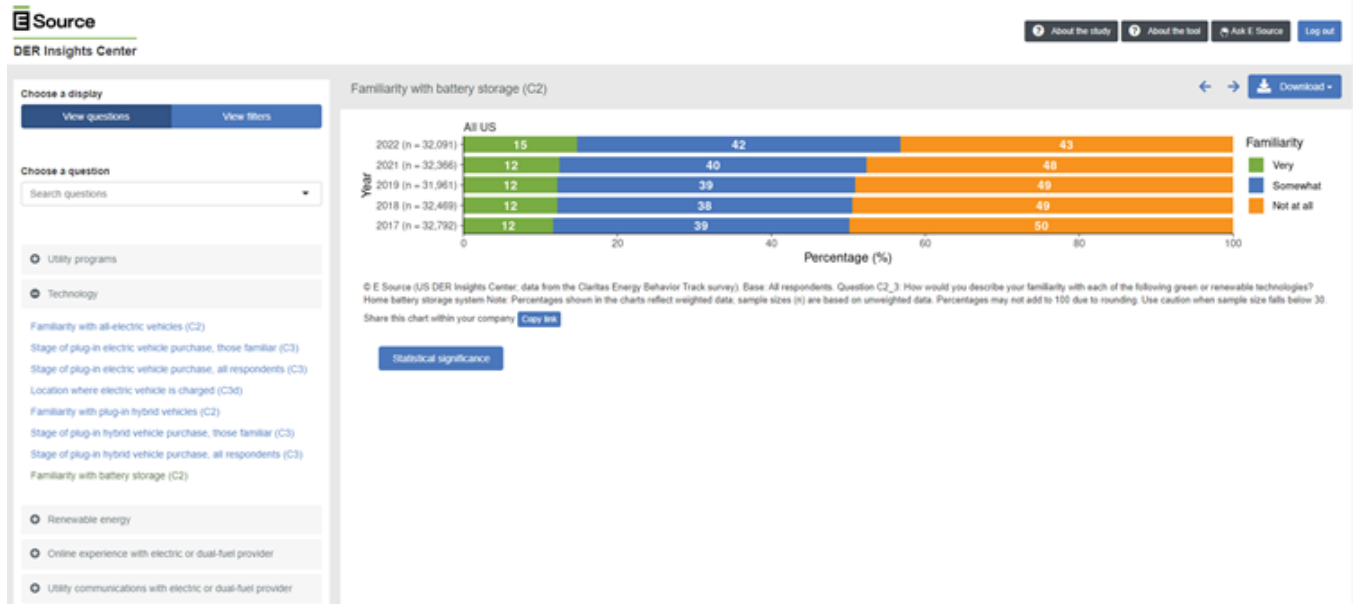 E Source
DER Insights Center
About the study
About the tool
Ask E Source
Log out
Choose a display
View questions
View filters
Choose a question
Search questions
Utility programs
Technology
Familiarity with all-electric vehicles (C2)
Stage of plug-in electric vehicle purchase, those familiar (C3)
Stage of plug-in electric vehicle purchase, all respondents (C3)
Location where electric vehicle is charged (C3d)
Familiarity with plug-in hybrid vehicles (C2)
Stage of plug-in hybrid vehicle purchase, those familiar (C3)
Stage of plug-in hybrid vehicle purchase, all respondents (C3)
Familiarity with battery storage (C2)
Renewable energy
Online experience with electric or dual-fuel provider
Utility communications with electric or dual-fuel provider
Familiarity with battery storage (C2)
Download
All US
Year
2022 (n = 32,091) 15 42 43
2021 (n = 32,366) 12 40 48
2019 (n = 31,961) 12 39 49
2018 (n = 32,469) 12 38 49
2017 (n = 32,792) 12 39 50
0 20 40 60 80 100
Percentage (%)
Familiarity
Very
Somewhat
Not at all
© E Source (US DER Insights Center; data from the Claritas Energy Behavior Track survey). Base: All respondents. Question C2_3: How would you describe your familiarity with each of the following green or renewable technologies?
Home battery storage system Note: Percentages shown in the charts reflect weighted data; sample sizes (n) are based on unweighted data. Percentages may not add to 100 due to rounding. Use caution when sample size falls below 30.
Share this chart within your company Copy link
Statistical significance